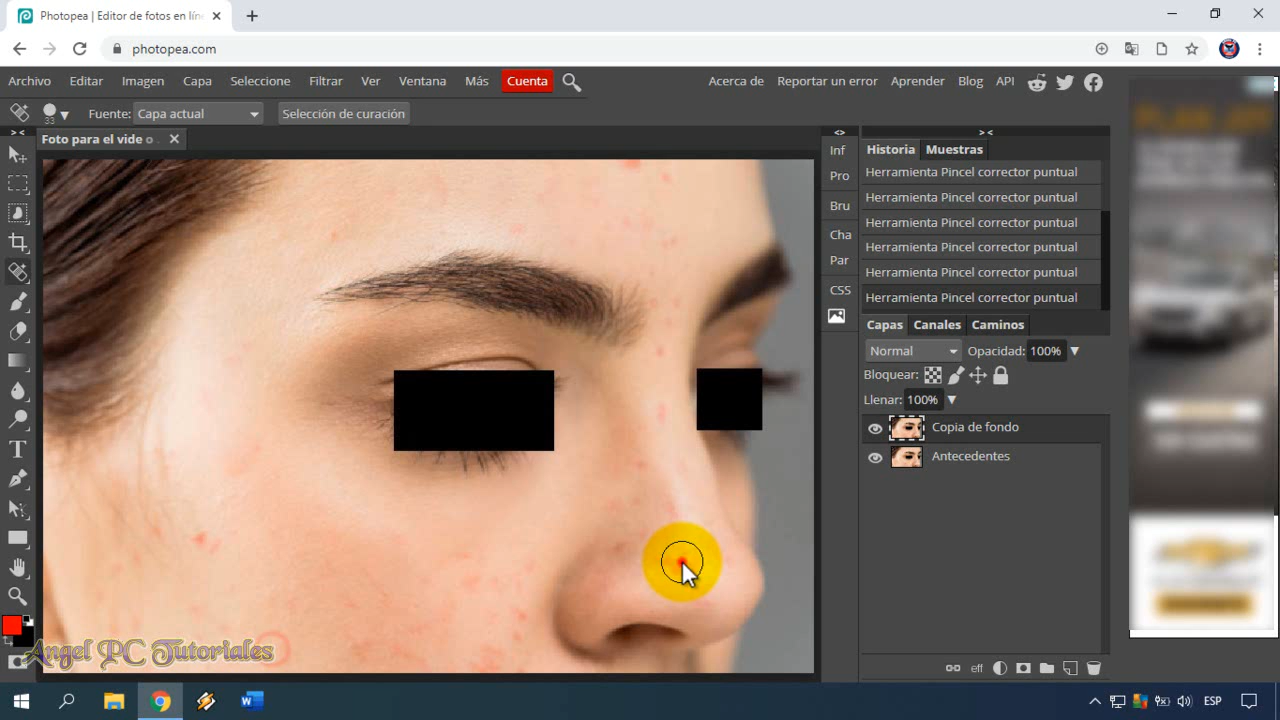 Photopea | Editor de fotos en líne
photopea.com
Archivo Editar Imagen Capa Seleccione Filtrar Ver Ventana Más Cuenta Acerca de Reportar un error Aprender Blog API
33 Fuente: Capa actual Selección de curación
Foto para el vide o .
> <
<>
> <
Inf
Pro
Bru
Cha
Par
CSS
Historia Muestras
Herramienta Pincel corrector puntual
Herramienta Pincel corrector puntual
Herramienta Pincel corrector puntual
Herramienta Pincel corrector puntual
Herramienta Pincel corrector puntual
Herramienta Pincel corrector puntual
Capas Canales Caminos
Normal Opacidad: 100%
Bloquear:
Llenar: 100%
Copia de fondo
Antecedentes
eff
Angel PC Tutoriales
ESP